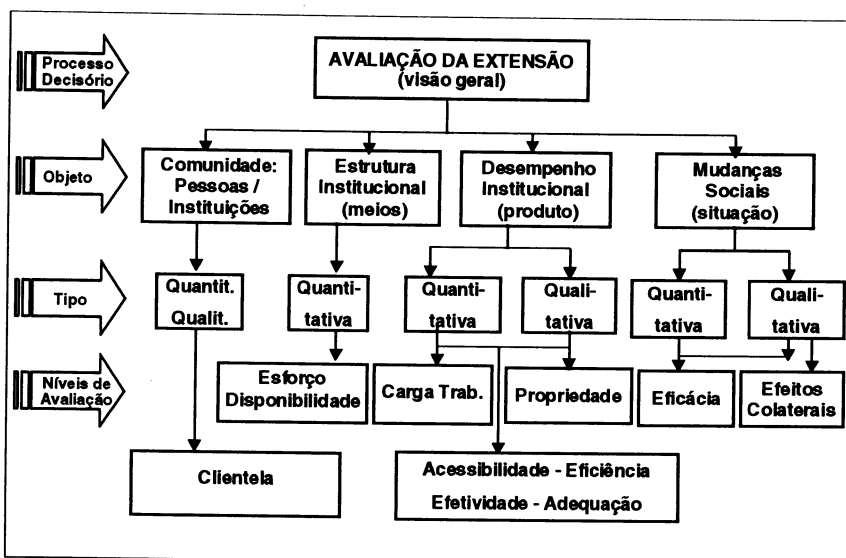 Processo
Decisório
AVALIAÇÃO DA EXTENSÃO
(visão geral)
Objeto
Comunidade:
Pessoas /
Instituições
Estrutura
Institucional
(meios)
Desempenho
Institucional
(produto)
Mudanças
Sociais
(situação)
Tipo
Quantit.
Qualit.
Quanti-
tativa
Quanti-
tativa
Quali-
tativa
Quanti-
tativa
Quali-
tativa
Níveis de
Avaliação
Esforço
Disponibilidade
Carga Trab.
Propriedade
Eficácia
Efeitos
Colaterais
Clientela
Acessibilidade - Eficiência
Efetividade - Adequação